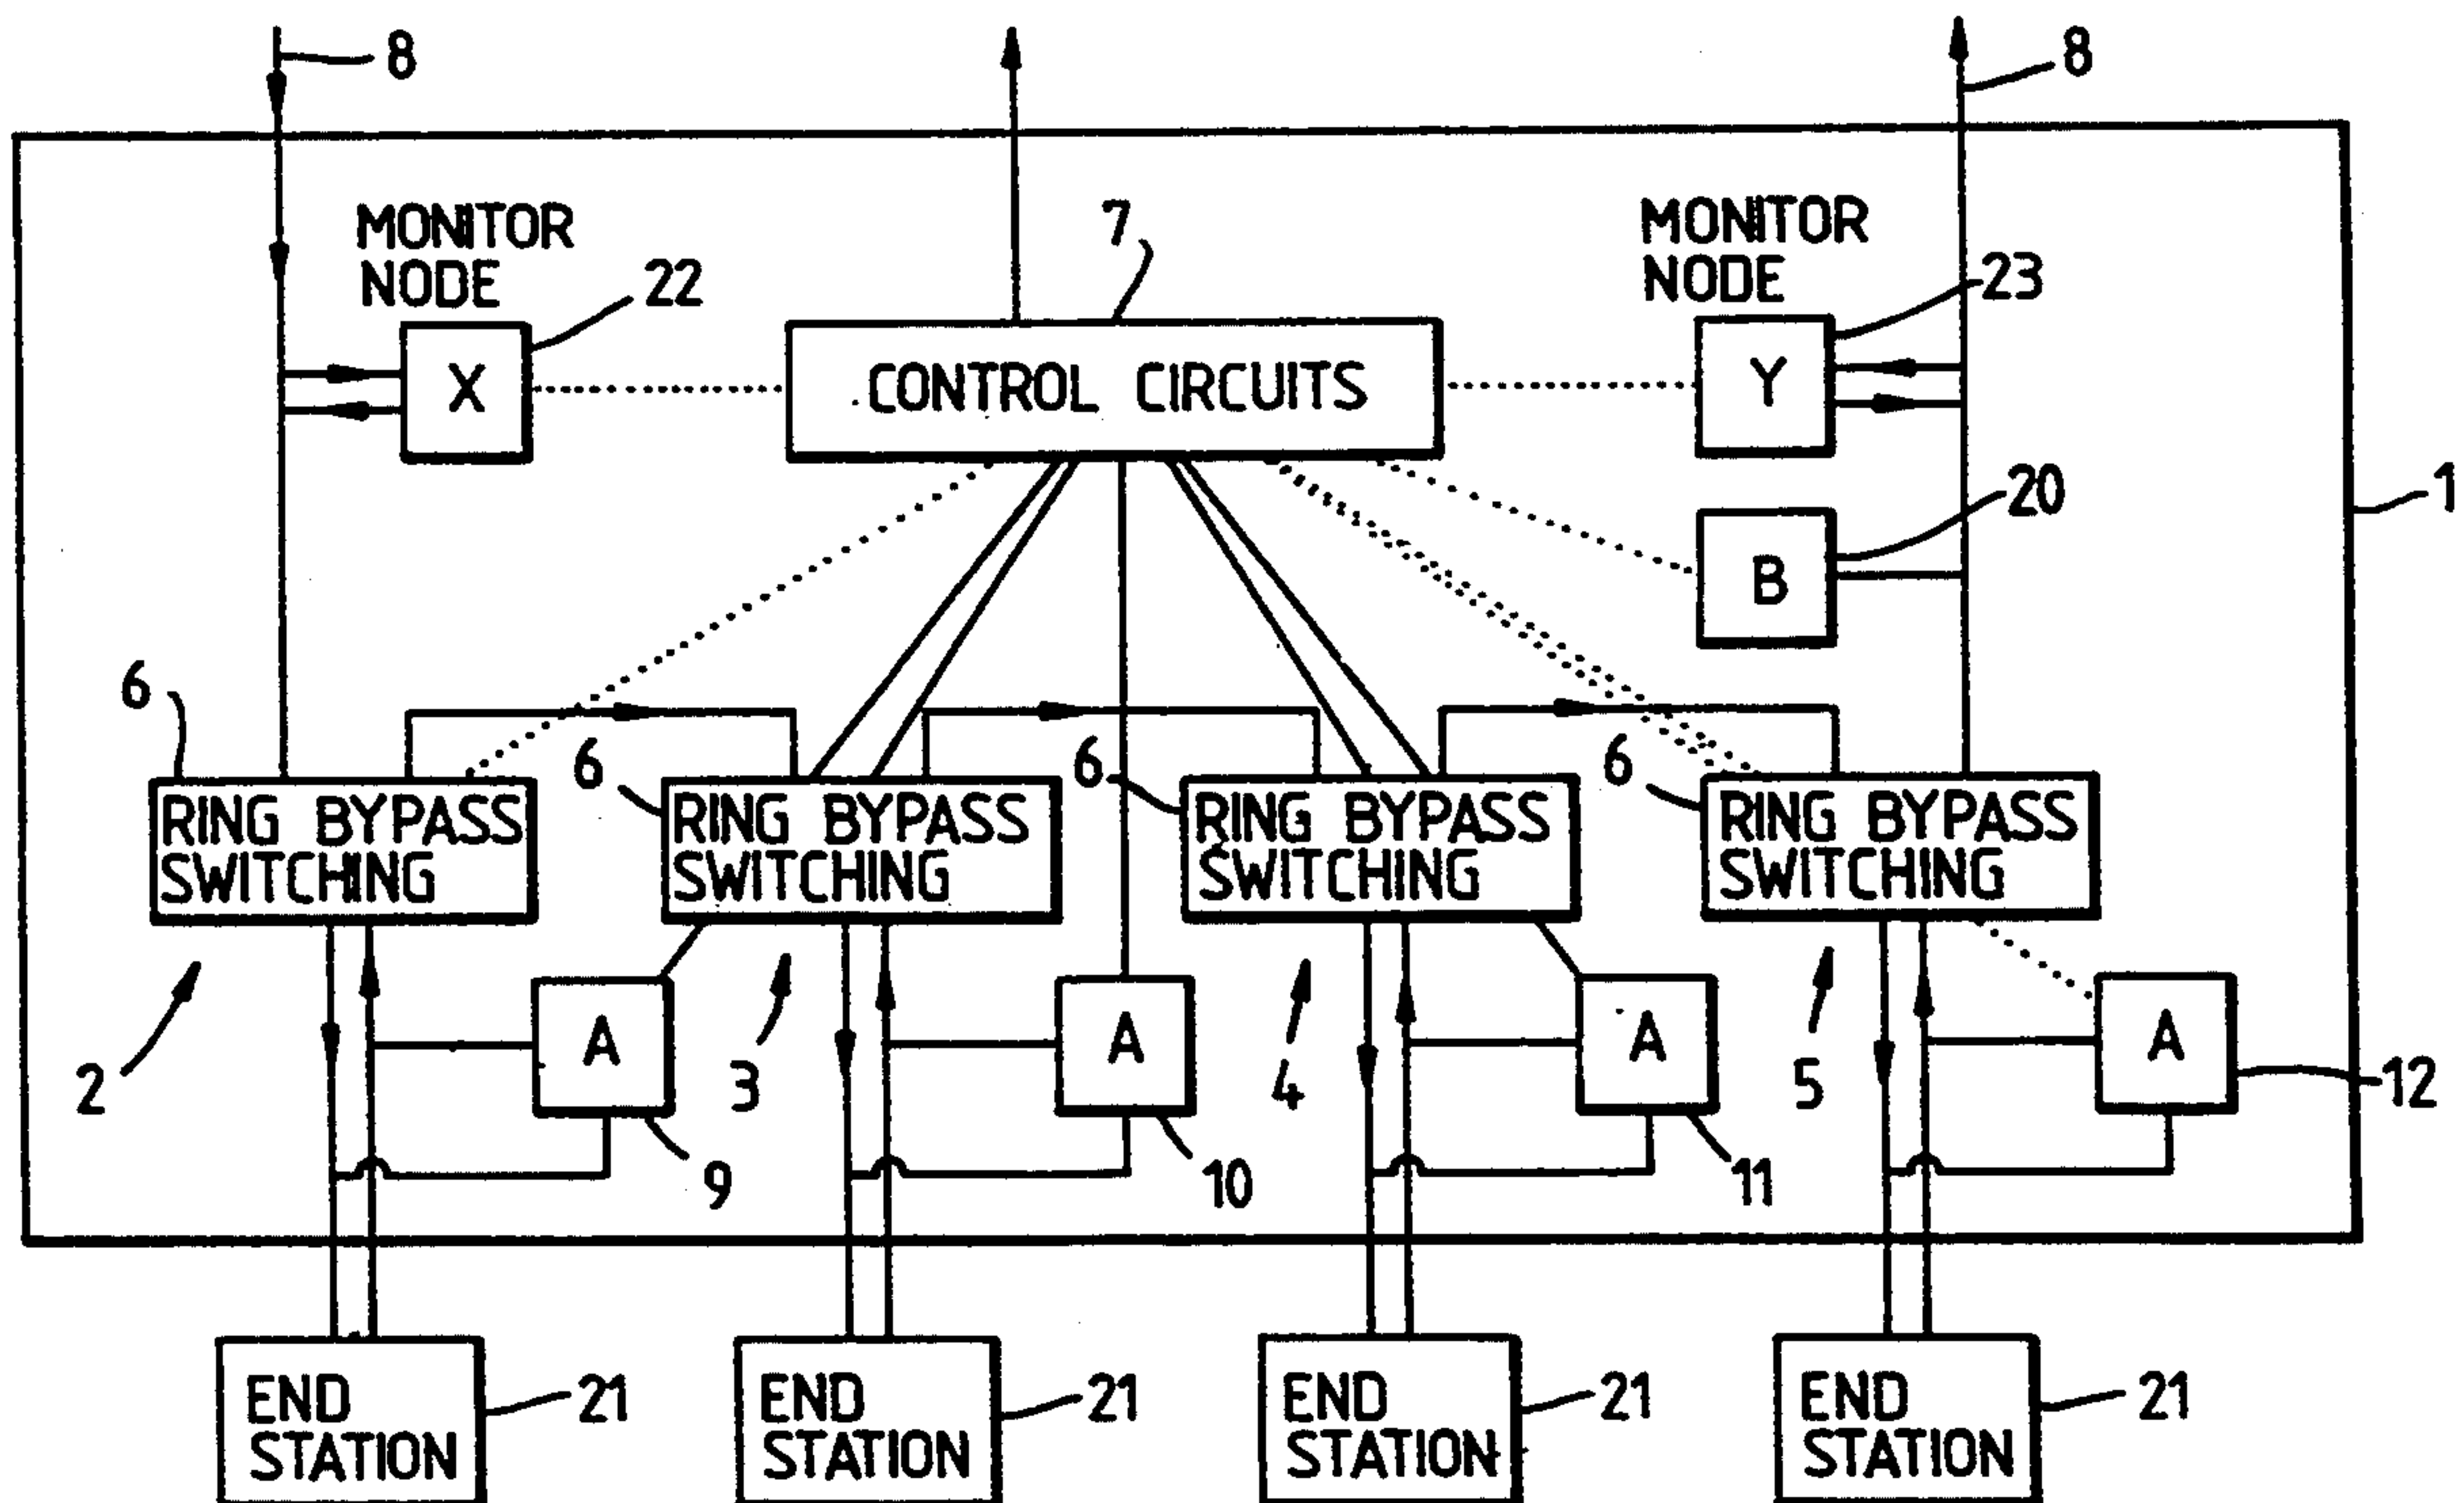 8
8
7
MONITOR
NODE
22
MONITOR
NODE
23
X
CONTROL CIRCUITS
Y
20
1
B
6
6
6
6
RING BYPASS
SWITCHING
RING BYPASS
SWITCHING
RING BYPASS
SWITCHING
RING BYPASS
SWITCHING
A
A
A
A
2
3
4
5
12
9
10
11
END
STATION
21
END
STATION
21
END
STATION
21
END
STATION
21